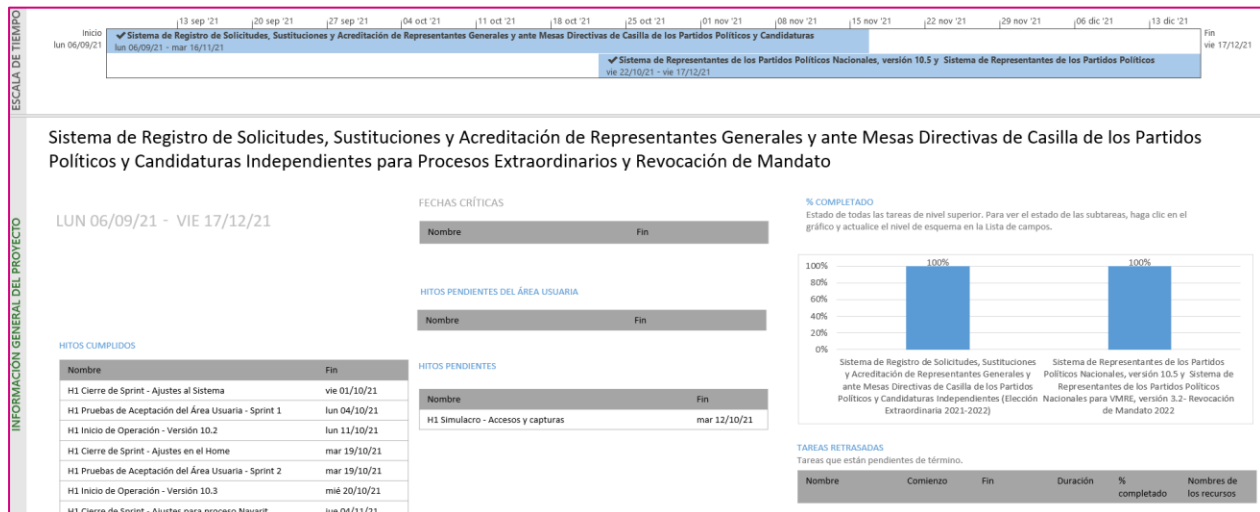 ESCALA DE TIEMPO
13 sep '21 20 sep '21 27 sep '21 04 oct '21 11 oct '21 18 oct '21 25 oct '21 01 nov '21 08 nov '21 15 nov '21 22 nov '21 29 nov '21 06 dic '21 13 dic '21
Inicio
lun 06/09/21
✔Sistema de Registro de Solicitudes, Sustituciones y Acreditación de Representantes Generales y ante Mesas Directivas de Casilla de los Partidos Políticos y Candidaturas
lun 06/09/21 - mar 16/11/21
✔Sistema de Representantes de los Partidos Políticos Nacionales, versión 10.5 y Sistema de Representantes de los Partidos Políticos
vie 22/10/21 - vie 17/12/21
Fin
vie 17/12/21
INFORMACIÓN GENERAL DEL PROYECTO
Sistema de Registro de Solicitudes, Sustituciones y Acreditación de Representantes Generales y ante Mesas Directivas de Casilla de los Partidos
Políticos y Candidaturas Independientes para Procesos Extraordinarios y Revocación de Mandato
LUN 06/09/21 - VIE 17/12/21
HITOS CUMPLIDOS
Nombre Fin
H1 Cierre de Sprint - Ajustes al Sistema vie 01/10/21
H1 Pruebas de Aceptación del Área Usuaria - Sprint 1 lun 04/10/21
H1 Inicio de Operación - Versión 10.2 lun 11/10/21
H1 Cierre de Sprint - Ajustes en el Home mar 19/10/21
H1 Pruebas de Aceptación del Área Usuaria - Sprint 2 mar 19/10/21
H1 Inicio de Operación - Versión 10.3 mié 20/10/21
H1 Cierre de Sprint - Ajustes para proceso Nayarit jue 04/11/21
FECHAS CRÍTICAS
Nombre Fin
HITOS PENDIENTES DEL ÁREA USUARIA
Nombre Fin
HITOS PENDIENTES
Nombre Fin
H1 Simulacro - Accesos y capturas mar 12/10/21
% COMPLETADO
Estado de todas las tareas de nivel superior. Para ver el estado de las subtareas, haga clic en el
gráfico y actualice el nivel de esquema en la Lista de campos.
100% 100%
100%
80%
60%
40%
20%
0%
Sistema de Registro de Solicitudes, Sustituciones
y Acreditación de Representantes Generales y
ante Mesas Directivas de Casilla de los Partidos
Políticos y Candidaturas Independientes (Elección
Extraordinaria 2021-2022)
Sistema de Representantes de los Partidos
Políticos Nacionales, versión 10.5 y Sistema de
Representantes de los Partidos Políticos
Nacionales para VMRE, versión 3.2- Revocación
de Mandato 2022
TAREAS RETRASADAS
Tareas que están pendientes de término.
Nombre Comienzo Fin Duración % completado Nombres de los recursos